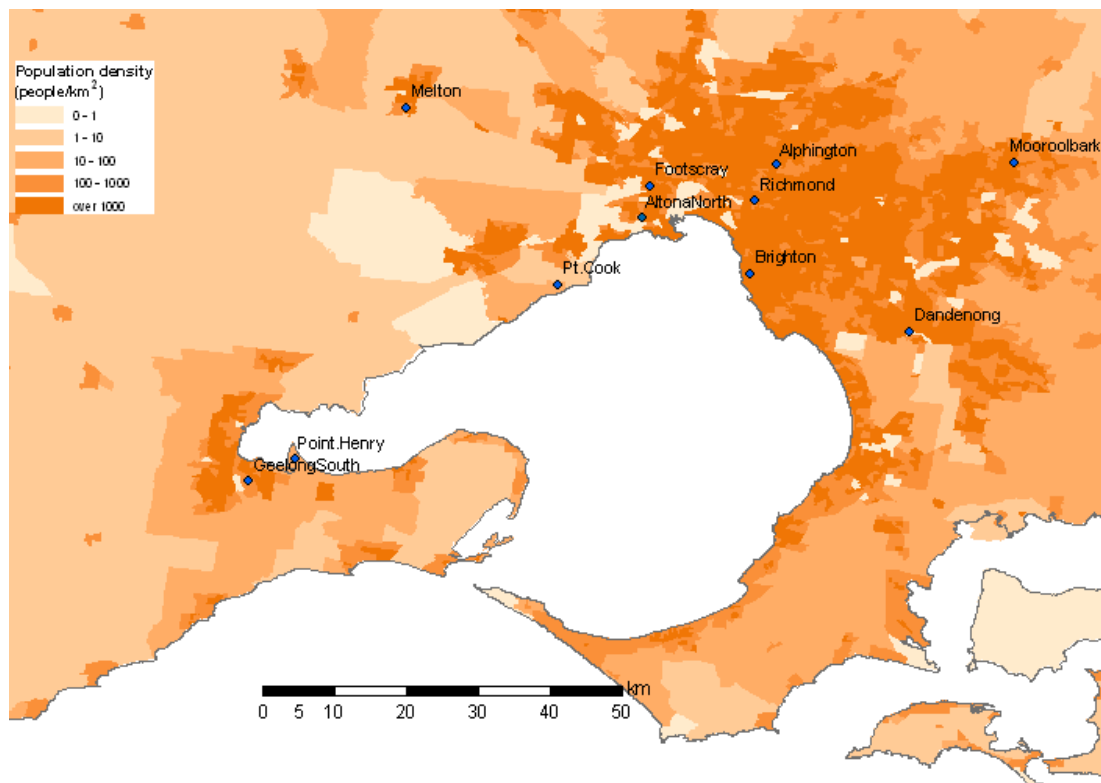 Population density
(people/km²)
0 - 1
1 - 10
10 - 100
100 - 1000
over 1000
Melton
Mooroolbark
Alphington
Footscray
Richmond
AltonaNorth
Brighton
Pt.Cook
Dandenong
Point.Henry
GeelongSouth
km
0 5 10 20 30 40 50